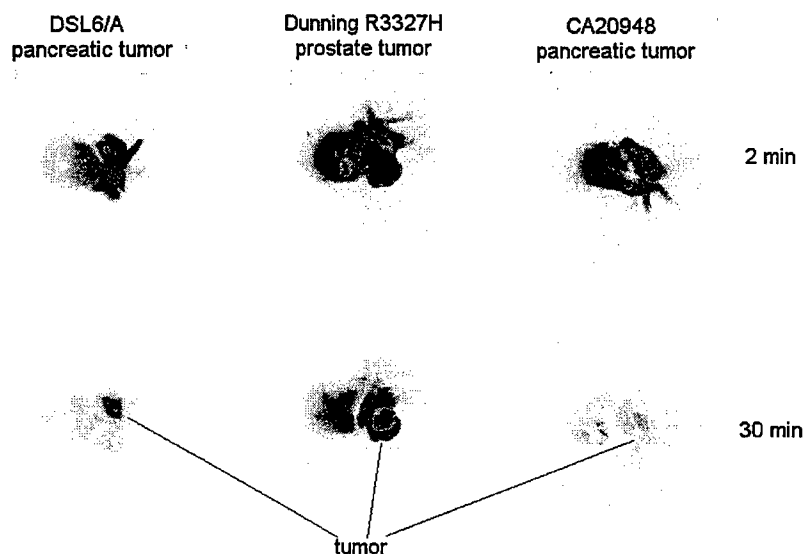 DSL6/A
pancreatic tumor
Dunning R3327H
prostate tumor
CA20948
pancreatic tumor
2 min
30 min
tumor